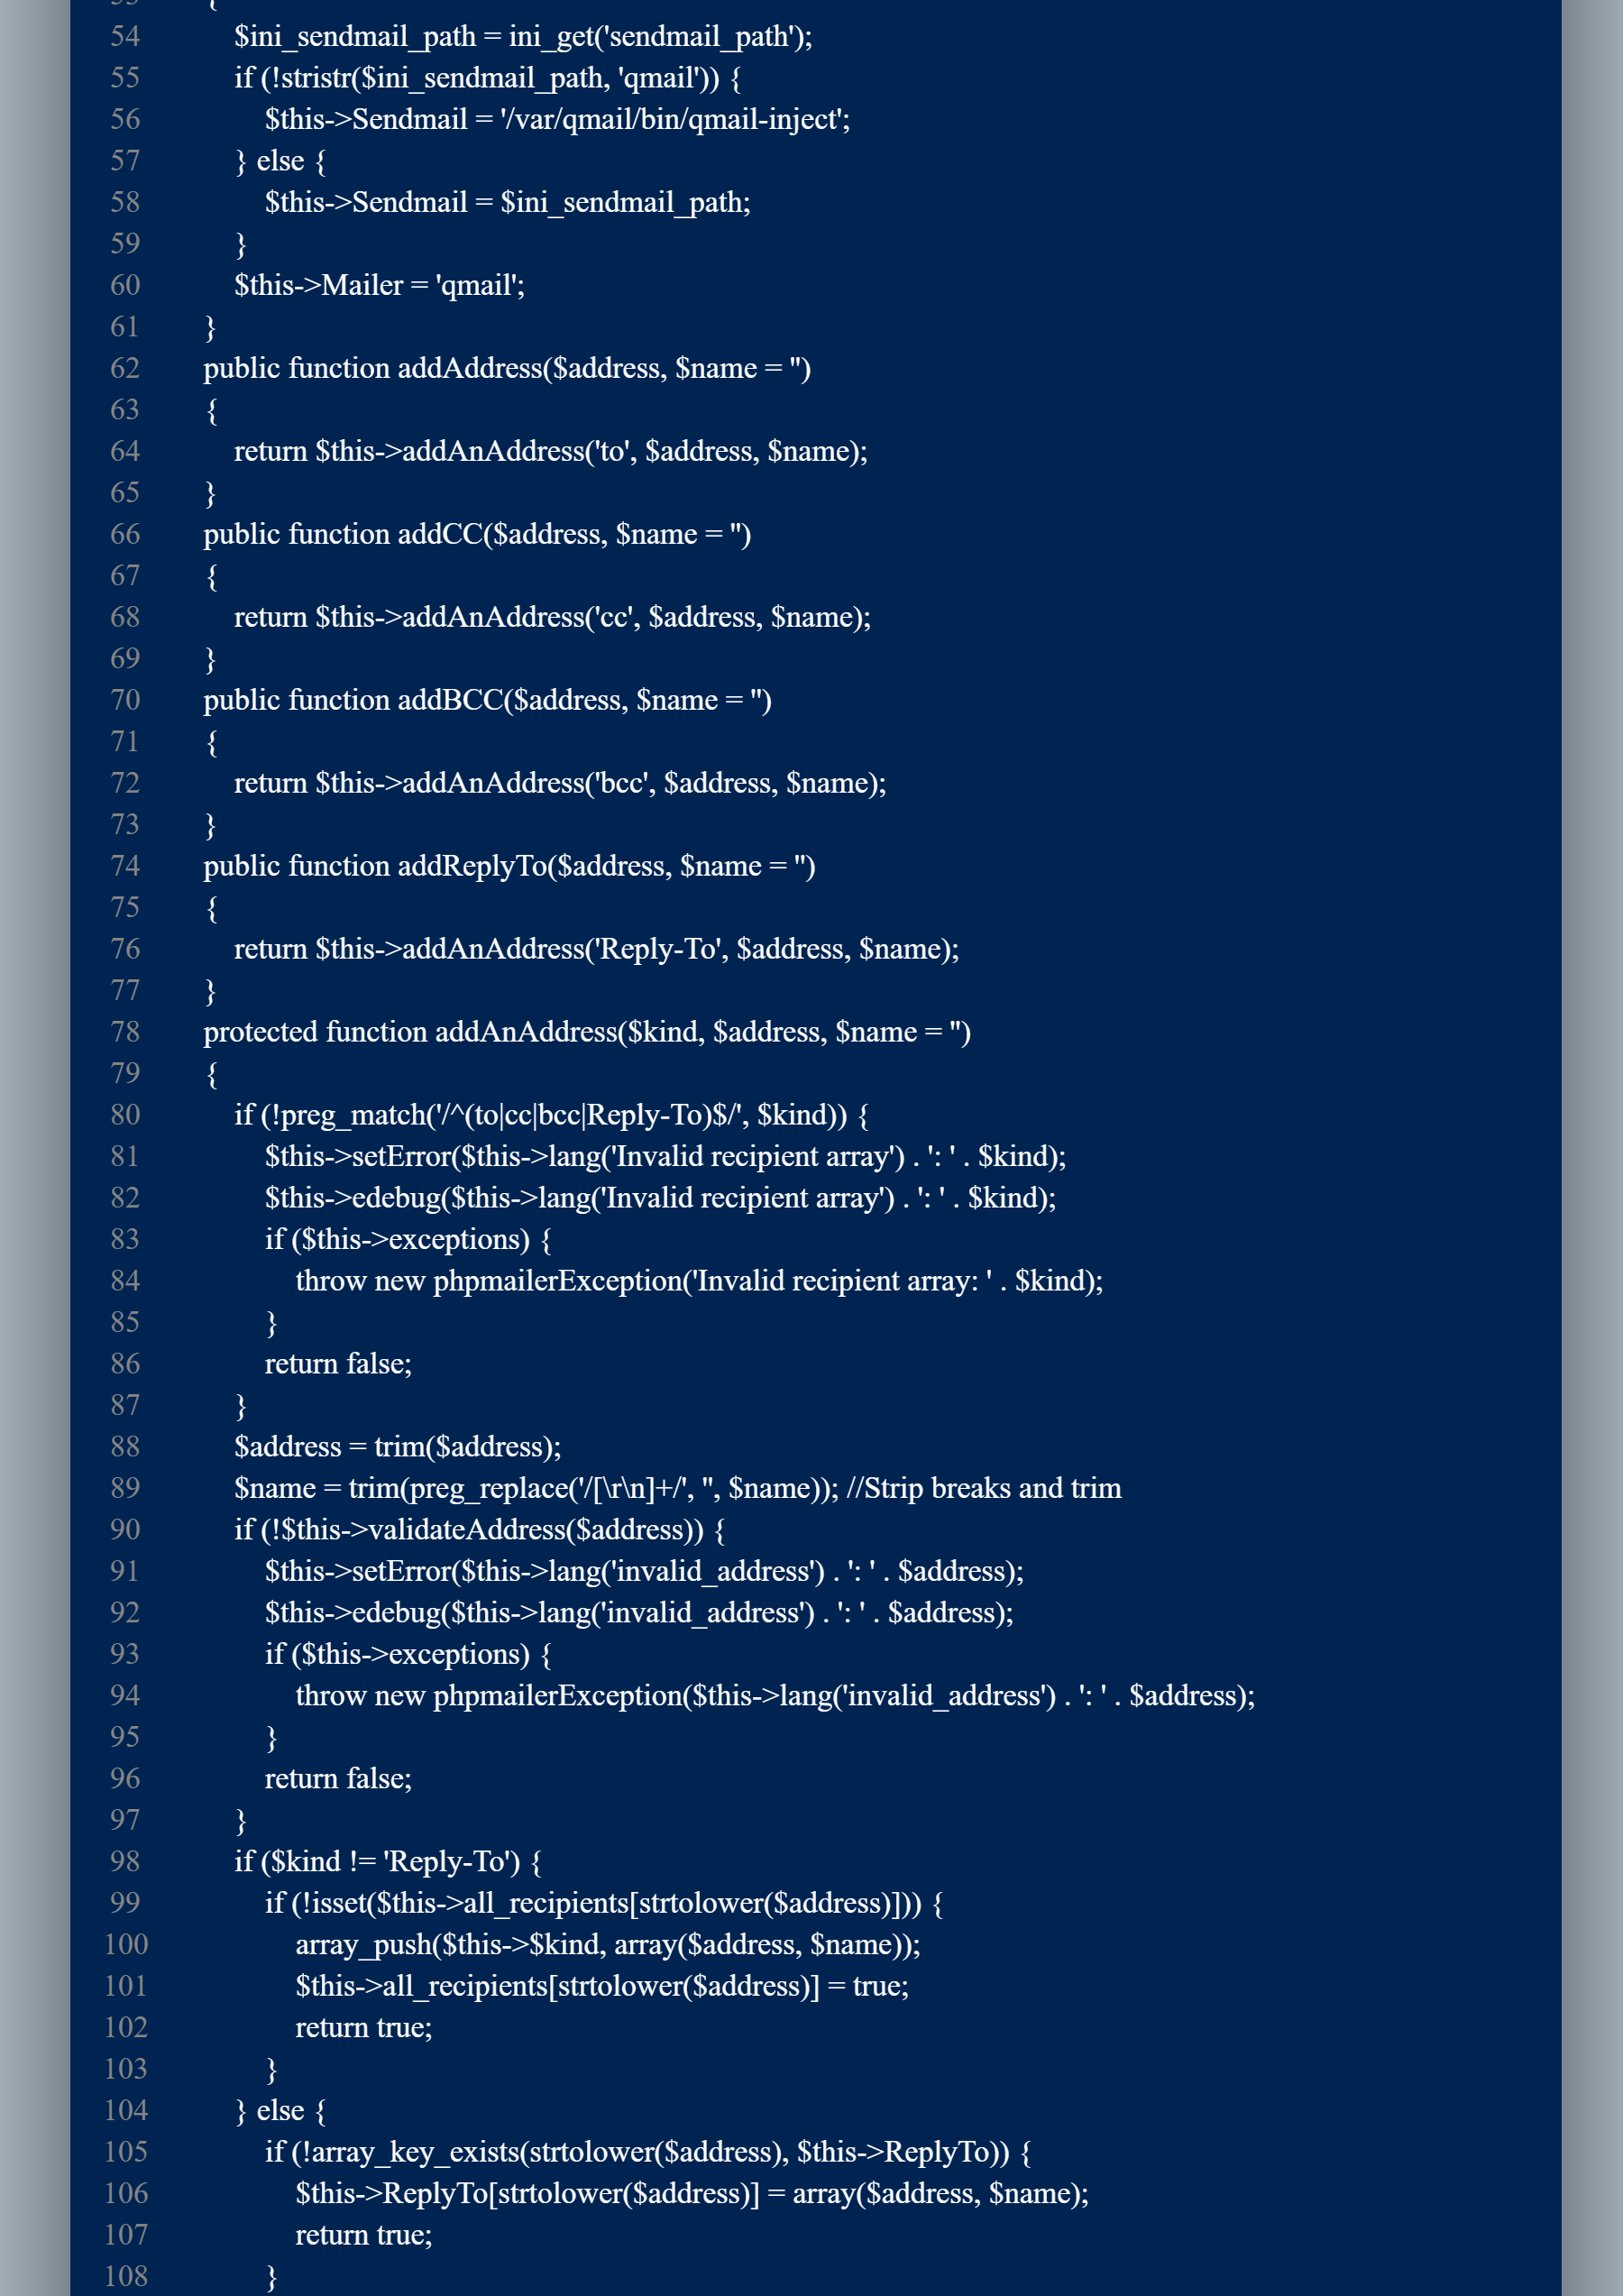 53 {
54 $ini_sendmail_path = ini_get('sendmail_path');
55 if (!stristr($ini_sendmail_path, 'qmail')) {
56 $this->Sendmail = '/var/qmail/bin/qmail-inject';
57 } else {
58 $this->Sendmail = $ini_sendmail_path;
59 }
60 $this->Mailer = 'qmail';
61 }
62 public function addAddress($address, $name = '')
63 {
64 return $this->addAnAddress('to', $address, $name);
65 }
66 public function addCC($address, $name = '')
67 {
68 return $this->addAnAddress('cc', $address, $name);
69 }
70 public function addBCC($address, $name = '')
71 {
72 return $this->addAnAddress('bcc', $address, $name);
73 }
74 public function addReplyTo($address, $name = '')
75 {
76 return $this->addAnAddress('Reply-To', $address, $name);
77 }
78 protected function addAnAddress($kind, $address, $name = '')
79 {
80 if (!preg_match('/^(to|cc|bcc|Reply-To)$/', $kind)) {
81 $this->setError($this->lang('Invalid recipient array') . ': ' . $kind);
82 $this->edebug($this->lang('Invalid recipient array') . ': ' . $kind);
83 if ($this->exceptions) {
84 throw new phpmailerException('Invalid recipient array: ' . $kind);
85 }
86 return false;
87 }
88 $address = trim($address);
89 $name = trim(preg_replace('/[\r\n]+/', '', $name)); //Strip breaks and trim
90 if (!$this->validateAddress($address)) {
91 $this->setError($this->lang('invalid_address') . ': ' . $address);
92 $this->edebug($this->lang('invalid_address') . ': ' . $address);
93 if ($this->exceptions) {
94 throw new phpmailerException($this->lang('invalid_address') . ': ' . $address);
95 }
96 return false;
97 }
98 if ($kind != 'Reply-To') {
99 if (!isset($this->all_recipients[strtolower($address)])) {
100 array_push($this->$kind, array($address, $name));
101 $this->all_recipients[strtolower($address)] = true;
102 return true;
103 }
104 } else {
105 if (!array_key_exists(strtolower($address), $this->ReplyTo)) {
106 $this->ReplyTo[strtolower($address)] = array($address, $name);
107 return true;
108 }